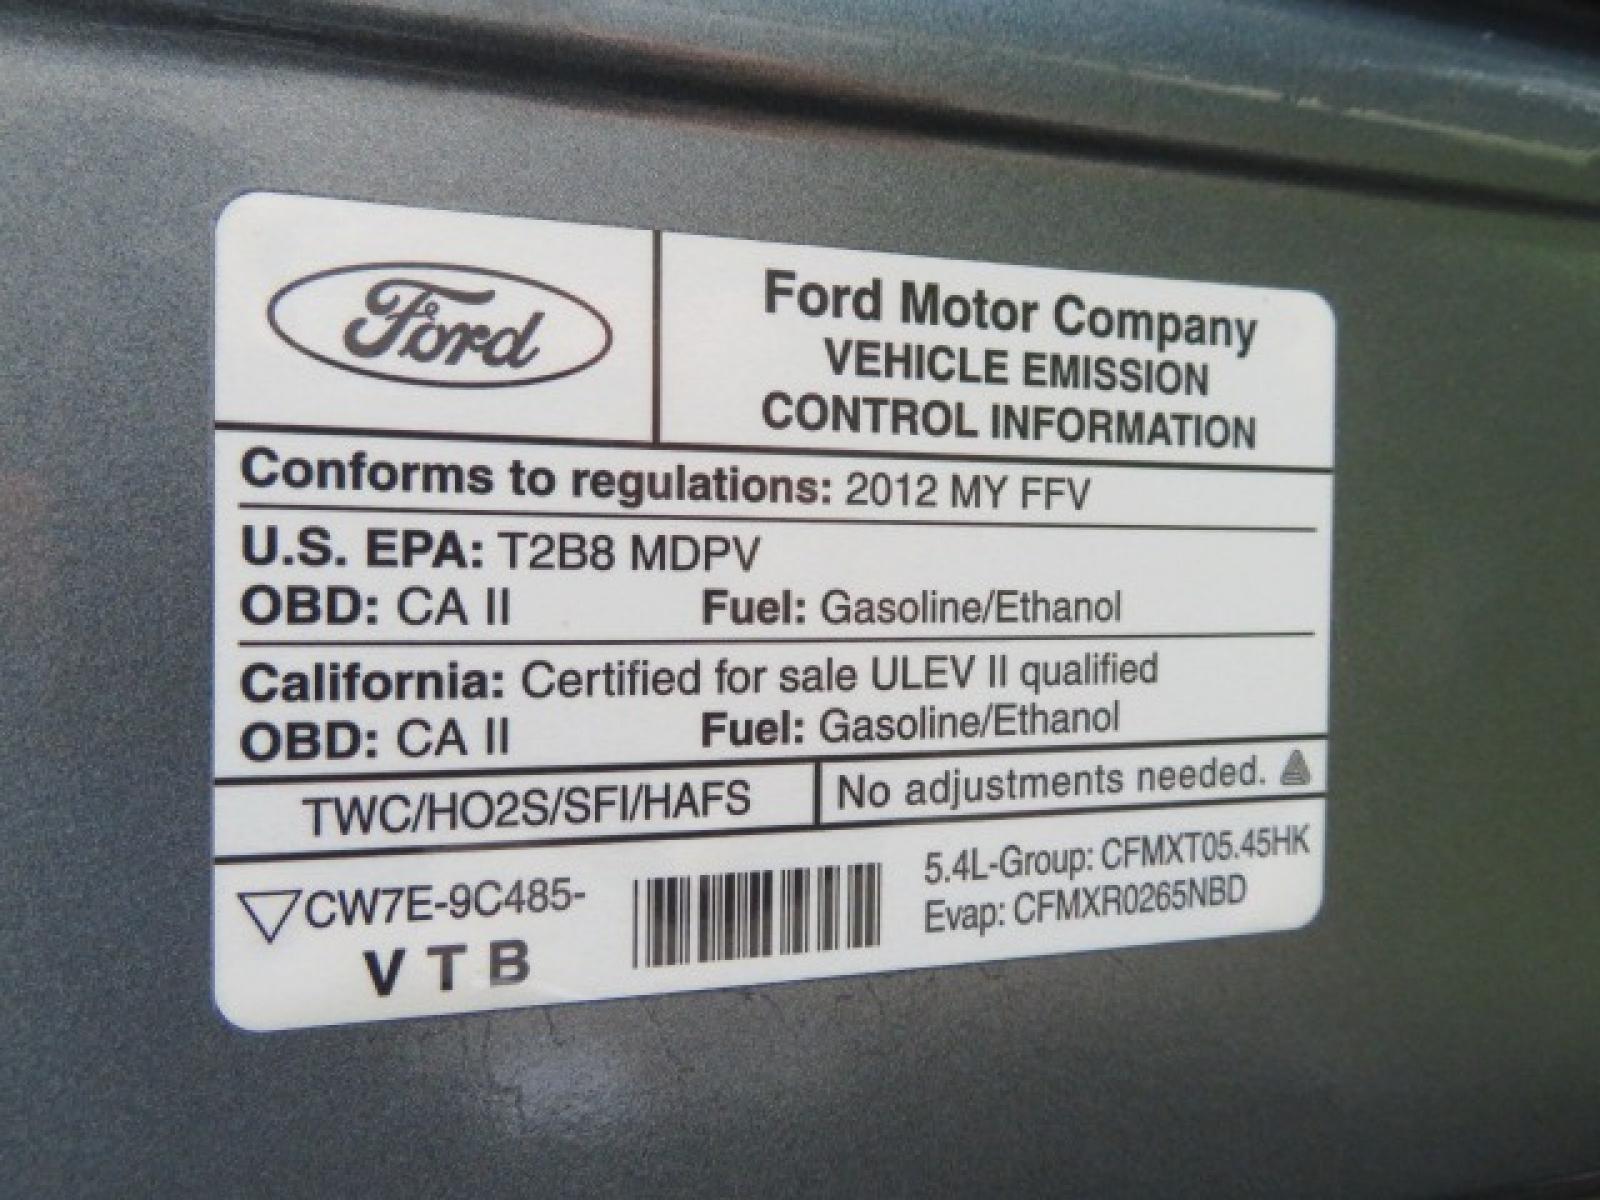 Ford
Ford Motor Company
VEHICLE EMISSION
CONTROL INFORMATION
Conforms to regulations: 2012 MY FFV
U.S. EPA: T2B8 MDPV
OBD: CA II Fuel: Gasoline/Ethanol
California: Certified for sale ULEV II qualified
OBD: CA II Fuel: Gasoline/Ethanol
TWC/HO2S/SFI/HAFS
No adjustments needed.
CW7E-9C485-
VTB
5.4L-Group: CFMXT05.45HK
Evap: CFMXR0265NBD